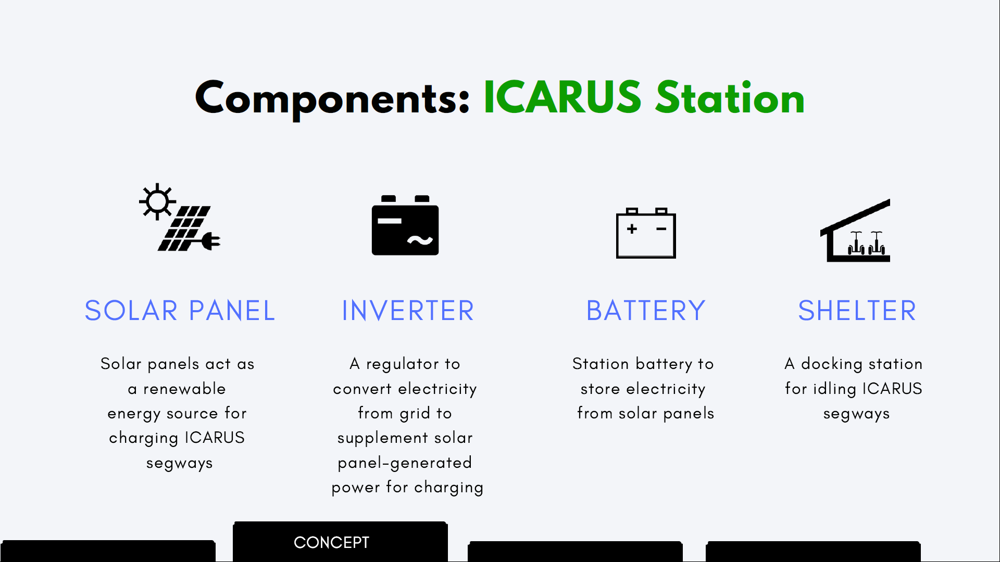 Components: ICARUS Station
SOLAR PANEL
Solar panels act as
a renewable
energy source for
charging ICARUS
segways
INVERTER
A regulator to
convert electricity
from grid to
supplement solar
panel-generated
power for charging
BATTERY
Station battery to
store electricity
from solar panels
SHELTER
A docking station
for idling ICARUS
segways
CONCEPT